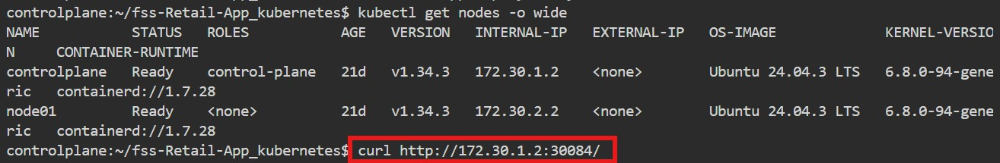 controlplane:~/fss-Retail-App_kubernetes$ kubectl get nodes -o wide
NAME           STATUS   ROLES           AGE   VERSION   INTERNAL-IP   EXTERNAL-IP   OS-IMAGE             KERNEL-VERSIO
N     CONTAINER-RUNTIME
controlplane   Ready    control-plane   21d   v1.34.3   172.30.1.2    <none>        Ubuntu 24.04.3 LTS   6.8.0-94-gene
ric   containerd://1.7.28
node01         Ready    <none>          21d   v1.34.3   172.30.2.2    <none>        Ubuntu 24.04.3 LTS   6.8.0-94-gene
ric   containerd://1.7.28
controlplane:~/fss-Retail-App_kubernetes$ curl http://172.30.1.2:30084/